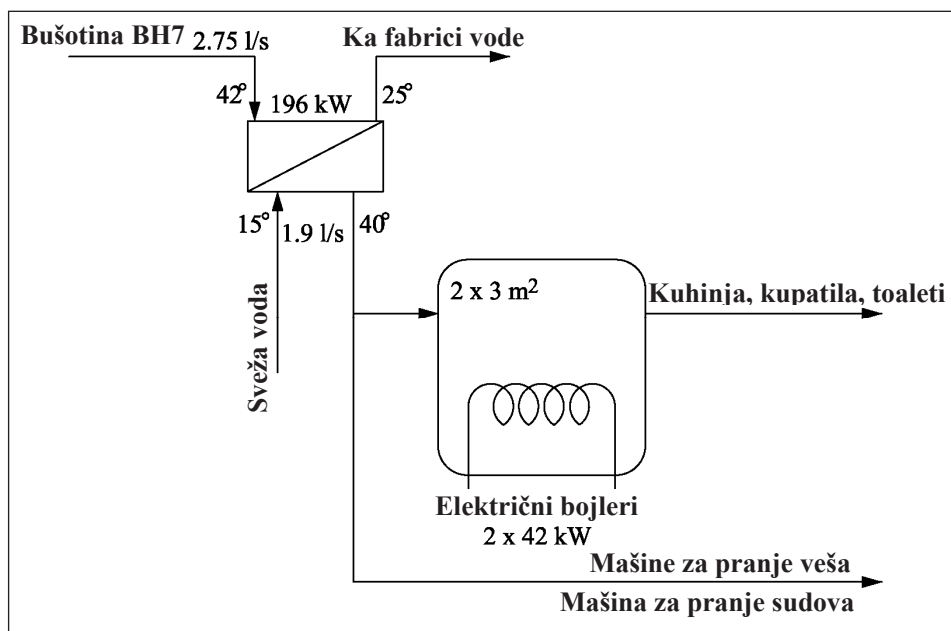 Bušotina BH7 2.75 l/s
Ka fabrici vode
42° 196 kW 25°
15° 1.9 l/s 40°
Sveža voda
2 x 3 m²
Kuhinja, kupatila, toaleti
Električni bojleri
2 x 42 kW
Mašine za pranje veša
Mašina za pranje sudova